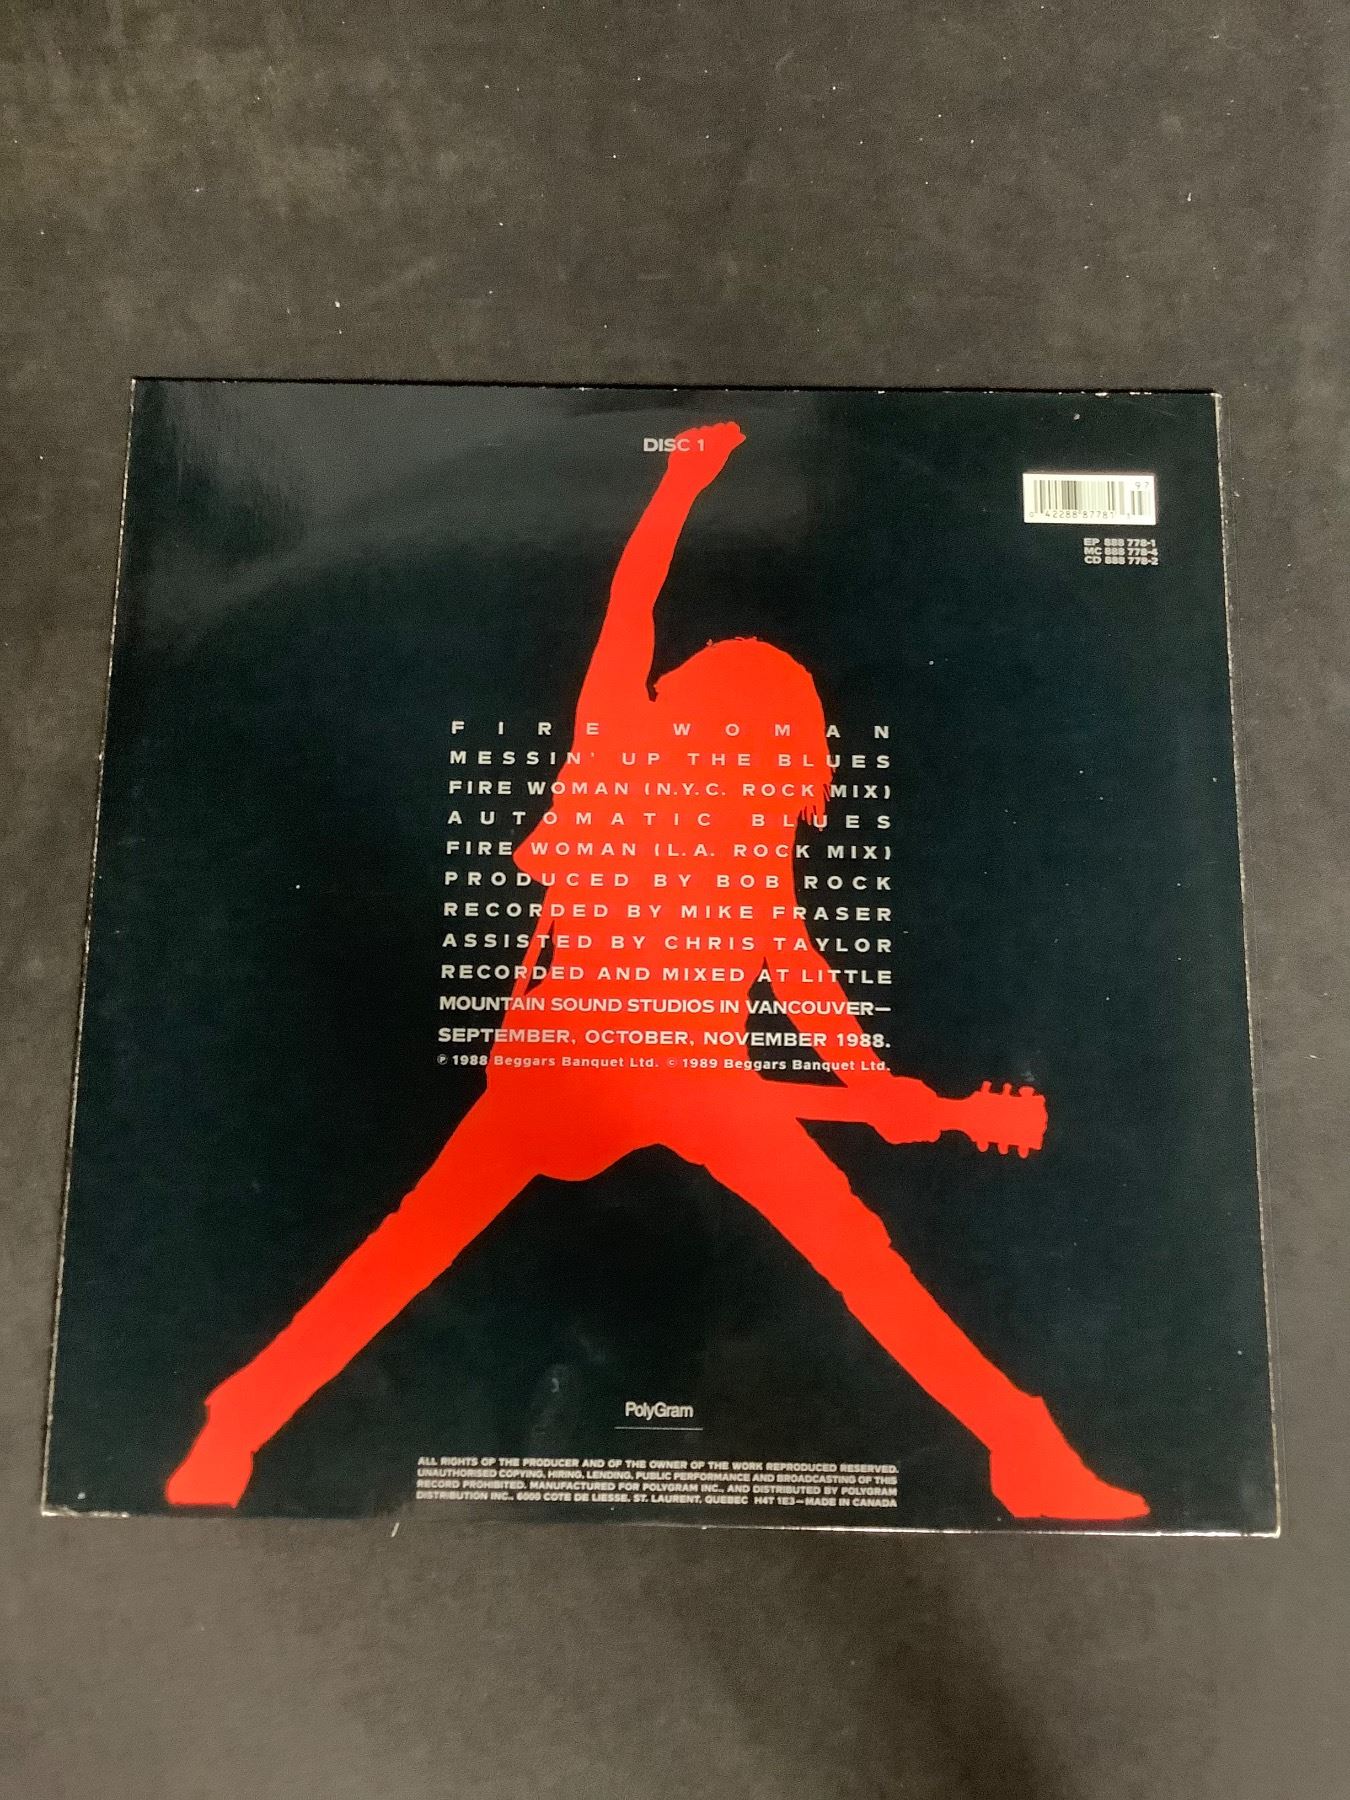 DISC 1
97
0 42288 87781 1
EP 888 778-1
MC 888 778-4
CD 888 778-2
FIRE WOMAN
MESSIN' UP THE BLUES
FIRE WOMAN (N.Y.C. ROCK MIX)
AUTOMATIC BLUES
FIRE WOMAN (L.A. ROCK MIX)
PRODUCED BY BOB ROCK
RECORDED BY MIKE FRASER
ASSISTED BY CHRIS TAYLOR
RECORDED AND MIXED AT LITTLE
MOUNTAIN SOUND STUDIOS IN VANCOUVER—
SEPTEMBER, OCTOBER, NOVEMBER 1988.
℗ 1988 Beggars Banquet Ltd. © 1989 Beggars Banquet Ltd.
PolyGram
ALL RIGHTS OF THE PRODUCER AND OF THE OWNER OF THE WORK REPRODUCED RESERVED.
UNAUTHORISED COPYING, HIRING, LENDING, PUBLIC PERFORMANCE AND BROADCASTING OF THIS
RECORD PROHIBITED. MANUFACTURED FOR POLYGRAM INC., AND DISTRIBUTED BY POLYGRAM
DISTRIBUTION INC., 6000 COTE DE LIESSE, ST. LAURENT, QUEBEC H4T 1E3—MADE IN CANADA